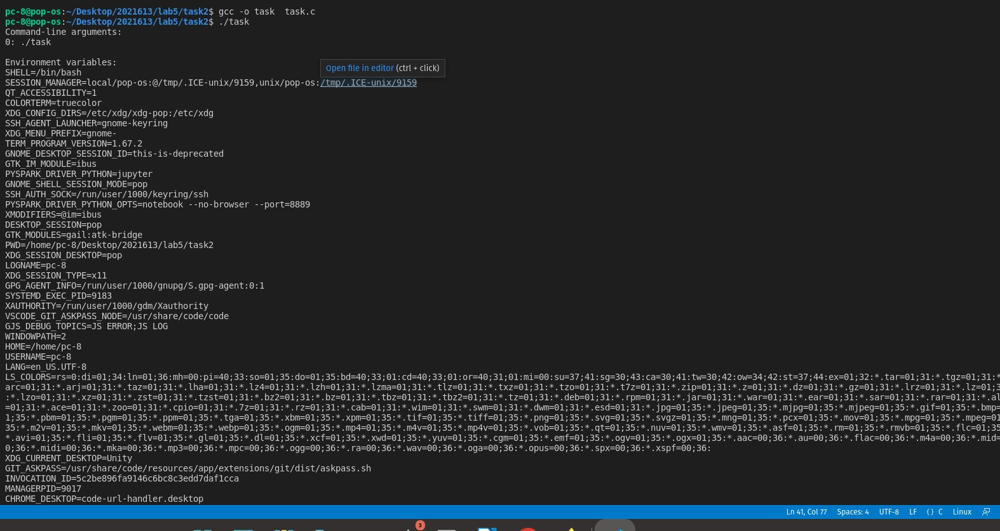 pc-8@pop-os:~/Desktop/2021613/lab5/task2$ gcc -o task  task.c
pc-8@pop-os:~/Desktop/2021613/lab5/task2$ ./task
Command-line arguments:
0: ./task
Environment variables:
Open file in editor (ctrl + click)
SHELL=/bin/bash
SESSION_MANAGER=local/pop-os:@/tmp/.ICE-unix/9159,unix/pop-os:/tmp/.ICE-unix/9159
QT_ACCESSIBILITY=1
COLORTERM=truecolor
XDG_CONFIG_DIRS=/etc/xdg/xdg-pop:/etc/xdg
SSH_AGENT_LAUNCHER=gnome-keyring
XDG_MENU_PREFIX=gnome-
TERM_PROGRAM_VERSION=1.67.2
GNOME_DESKTOP_SESSION_ID=this-is-deprecated
GTK_IM_MODULE=ibus
PYSPARK_DRIVER_PYTHON=jupyter
GNOME_SHELL_SESSION_MODE=pop
SSH_AUTH_SOCK=/run/user/1000/keyring/ssh
PYSPARK_DRIVER_PYTHON_OPTS=notebook --no-browser --port=8889
XMODIFIERS=@im=ibus
DESKTOP_SESSION=pop
GTK_MODULES=gail:atk-bridge
PWD=/home/pc-8/Desktop/2021613/lab5/task2
XDG_SESSION_DESKTOP=pop
LOGNAME=pc-8
XDG_SESSION_TYPE=x11
GPG_AGENT_INFO=/run/user/1000/gnupg/S.gpg-agent:0:1
SYSTEMD_EXEC_PID=9183
XAUTHORITY=/run/user/1000/gdm/Xauthority
VSCODE_GIT_ASKPASS_NODE=/usr/share/code/code
GJS_DEBUG_TOPICS=JS ERROR;JS LOG
WINDOWPATH=2
HOME=/home/pc-8
USERNAME=pc-8
LANG=en_US.UTF-8
LS_COLORS=rs=0:di=01;34:ln=01;36:mh=00:pi=40;33:so=01;35:do=01;35:bd=40;33;01:cd=40;33;01:or=40;31;01:mi=00:su=37;41:sg=30;43:ca=30;41:tw=30;42:ow=34;42:st=37;44:ex=01;32:*.tar=01;31:*.tgz=01;31:*
arc=01;31:*.arj=01;31:*.taz=01;31:*.lha=01;31:*.lz4=01;31:*.lzh=01;31:*.lzma=01;31:*.tlz=01;31:*.txz=01;31:*.tzo=01;31:*.t7z=01;31:*.zip=01;31:*.z=01;31:*.dz=01;31:*.gz=01;31:*.lrz=01;31:*.lz=01;3
:*.lzo=01;31:*.xz=01;31:*.zst=01;31:*.tzst=01;31:*.bz2=01;31:*.bz=01;31:*.tbz=01;31:*.tbz2=01;31:*.tz=01;31:*.deb=01;31:*.rpm=01;31:*.jar=01;31:*.war=01;31:*.ear=01;31:*.sar=01;31:*.rar=01;31:*.al
=01;31:*.ace=01;31:*.zoo=01;31:*.cpio=01;31:*.7z=01;31:*.rz=01;31:*.cab=01;31:*.wim=01;31:*.swm=01;31:*.dwm=01;31:*.esd=01;31:*.jpg=01;35:*.jpeg=01;35:*.mjpg=01;35:*.mjpeg=01;35:*.gif=01;35:*.bmp=
1;35:*.pbm=01;35:*.pgm=01;35:*.ppm=01;35:*.tga=01;35:*.xbm=01;35:*.xpm=01;35:*.tif=01;35:*.tiff=01;35:*.png=01;35:*.svg=01;35:*.svgz=01;35:*.mng=01;35:*.pcx=01;35:*.mov=01;35:*.mpg=01;35:*.mpeg=01
35:*.m2v=01;35:*.mkv=01;35:*.webm=01;35:*.webp=01;35:*.ogm=01;35:*.mp4=01;35:*.m4v=01;35:*.mp4v=01;35:*.vob=01;35:*.qt=01;35:*.nuv=01;35:*.wmv=01;35:*.asf=01;35:*.rm=01;35:*.rmvb=01;35:*.flc=01;35
*.avi=01;35:*.fli=01;35:*.flv=01;35:*.gl=01;35:*.dl=01;35:*.xcf=01;35:*.xwd=01;35:*.yuv=01;35:*.cgm=01;35:*.emf=01;35:*.ogv=01;35:*.ogx=01;35:*.aac=00;36:*.au=00;36:*.flac=00;36:*.m4a=00;36:*.mid=
0;36:*.midi=00;36:*.mka=00;36:*.mp3=00;36:*.mpc=00;36:*.ogg=00;36:*.ra=00;36:*.wav=00;36:*.oga=00;36:*.opus=00;36:*.spx=00;36:*.xspf=00;36:
XDG_CURRENT_DESKTOP=Unity
GIT_ASKPASS=/usr/share/code/resources/app/extensions/git/dist/askpass.sh
INVOCATION_ID=5c2be896fa9146c6bc8c3edd7daf1cca
MANAGERPID=9017
CHROME_DESKTOP=code-url-handler.desktop
Ln 41, Col 77 Spaces: 4 UTF-8 LF {} C Linux
3